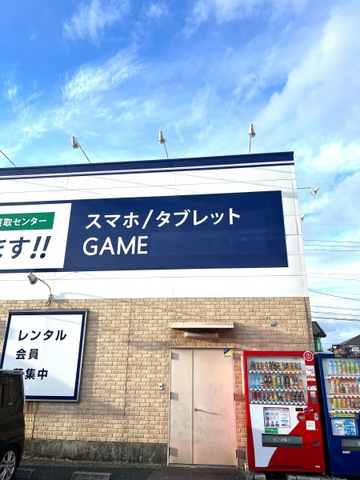 買取センター
ます!!
スマホ/タブレット
GAME
レンタル
会員
募集中